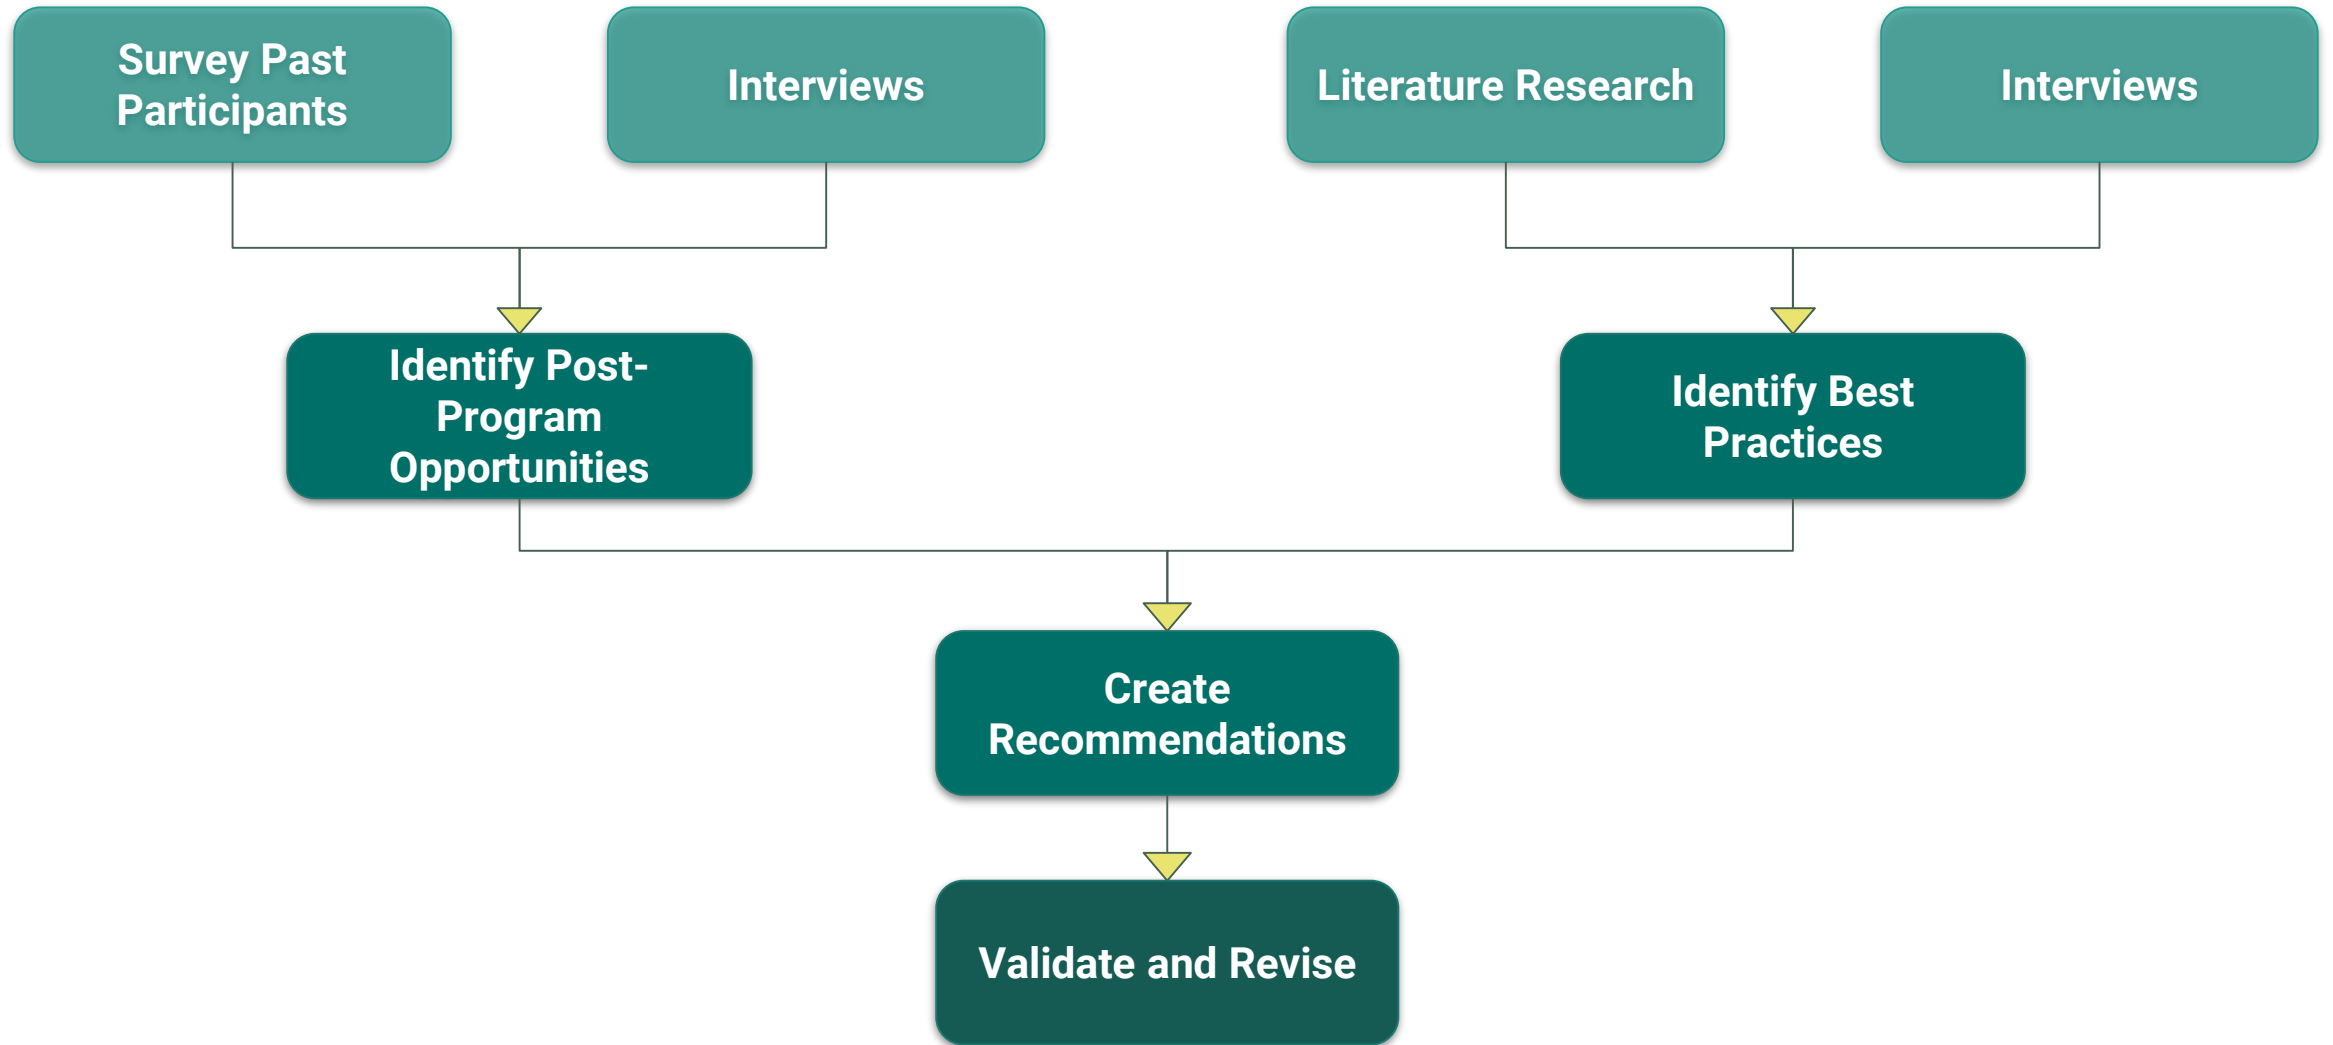 Survey Past
Participants
Interviews
Literature Research
Interviews
Identify Post-
Program
Opportunities
Identify Best
Practices
Create
Recommendations
Validate and Revise